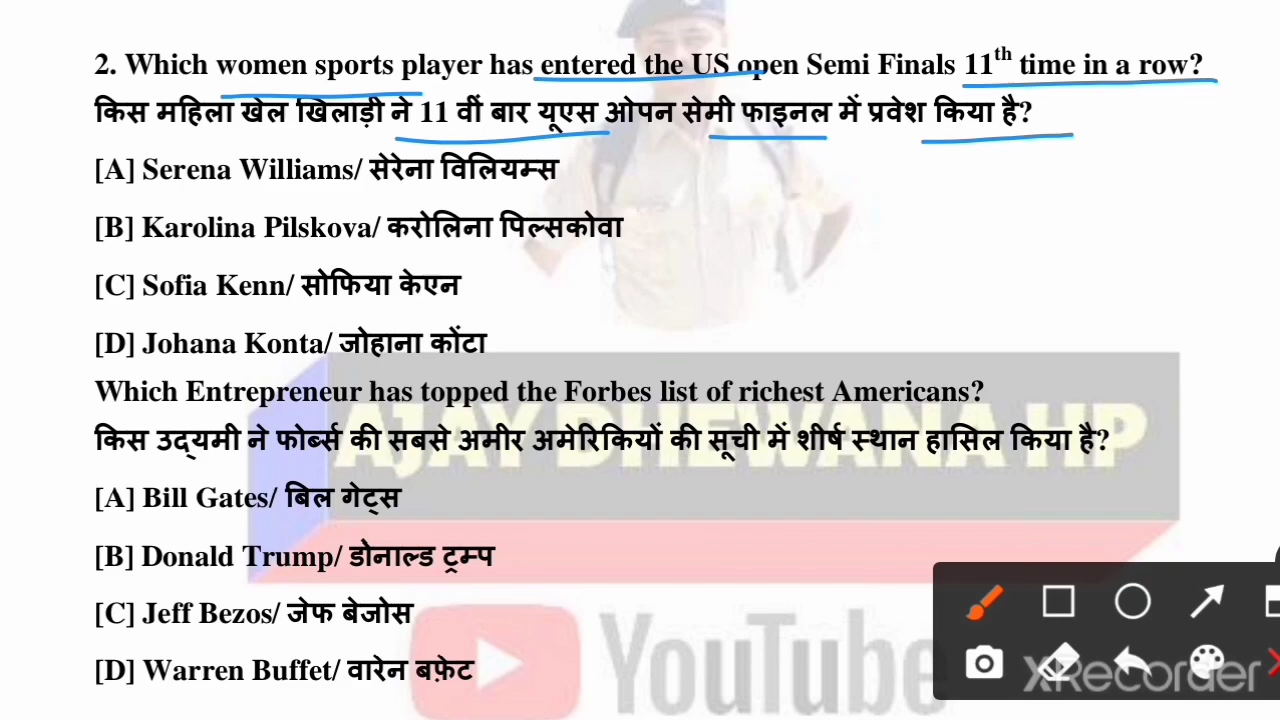 2. Which women sports player has entered the US open Semi Finals 11th time in a row?
किस महिला खेल खिलाड़ी ने 11 वीं बार यूएस ओपन सेमी फाइनल में प्रवेश किया है?
[A] Serena Williams/ सेरेना विलियम्स
[B] Karolina Pilskova/ करोलिना पिल्सकोवा
[C] Sofia Kenn/ सोफिया केएन
[D] Johana Konta/ जोहाना कोंटा
Which Entrepreneur has topped the Forbes list of richest Americans?
किस उद्यमी ने फोर्ब्स की सबसे अमीर अमेरिकियों की सूची में शीर्ष स्थान हासिल किया है?
AJAY DHEWANA HP
[A] Bill Gates/ बिल गेट्स
[B] Donald Trump/ डोनाल्ड ट्रम्प
[C] Jeff Bezos/ जेफ बेजोस
[D] Warren Buffet/ वारेन बफ़ेट
YouTube
XRecorder